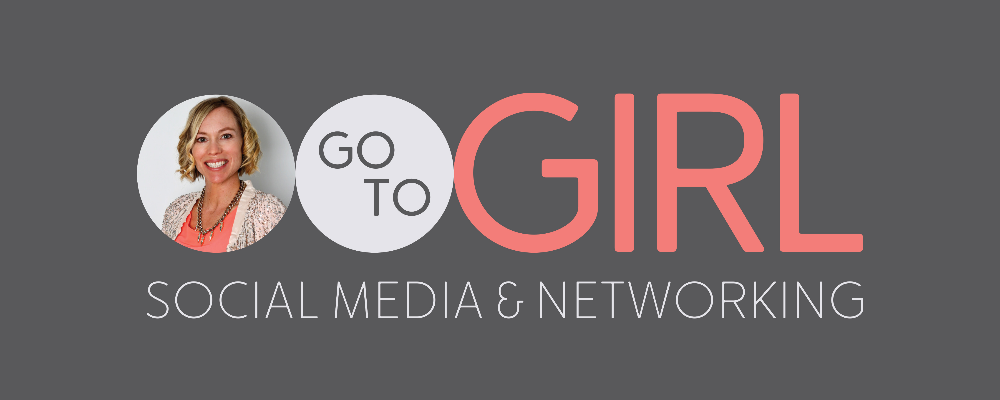 GO
TO
GIRL
SOCIAL MEDIA & NETWORKING